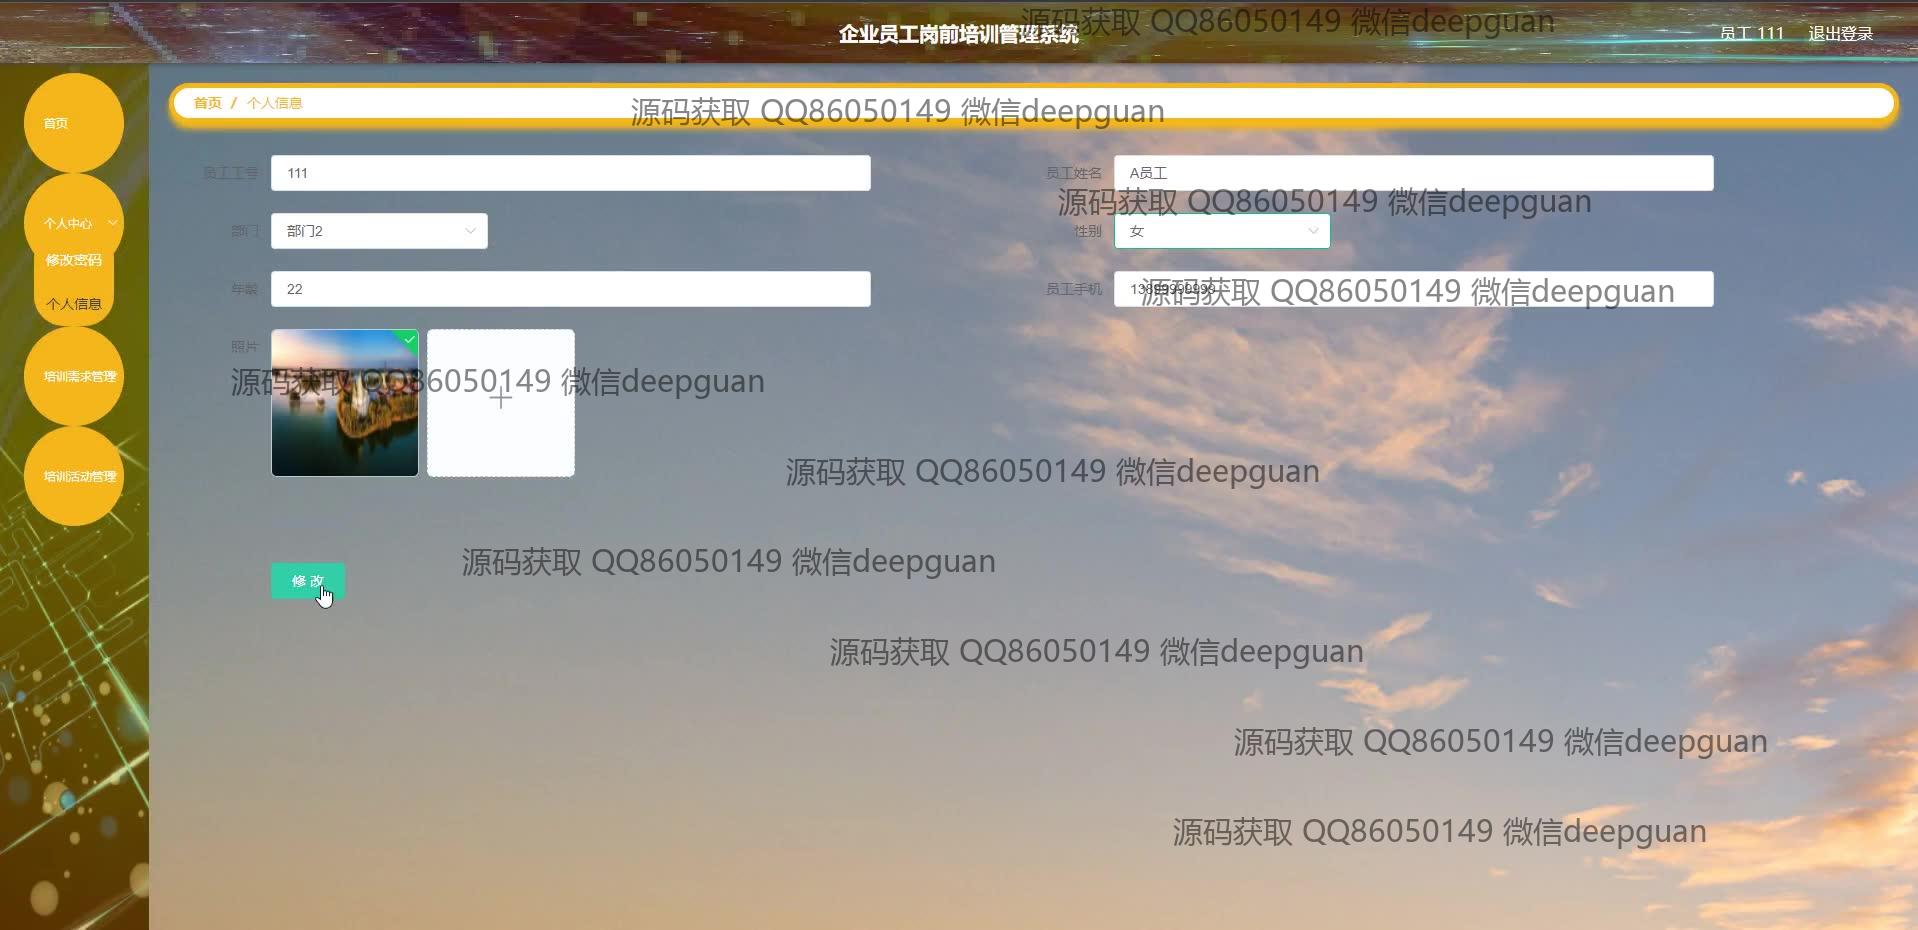 企业员工岗前培训管理系统
源码获取 QQ86050149 微信deepguan
员工 111
退出登录
首页
个人中心
修改密码
个人信息
培训需求管理
培训活动管理
首页 / 个人信息
源码获取 QQ86050149 微信deepguan
员工工号 111
员工姓名 A员工
源码获取 QQ86050149 微信deepguan
部门 部门2
性别 女
年龄 22
员工手机
源码获取 QQ86050149 微信deepguan
照片
源码获取 QQ86050149 微信deepguan
源码获取 QQ86050149 微信deepguan
源码获取 QQ86050149 微信deepguan
修 改
源码获取 QQ86050149 微信deepguan
源码获取 QQ86050149 微信deepguan
源码获取 QQ86050149 微信deepguan